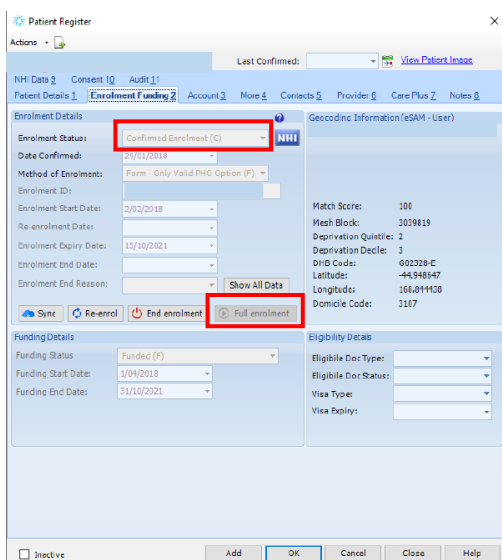 Patient Register
Actions
Last Confirmed: View Patient Image
NHI Data 9 Consent 10 Audit 11
Patient Details 1 Enrolment Funding 2 Account 3 More 4 Contacts 5 Provider 6 Care Plus 7 Notes 8
Enrolment Details
Enrolment Status: Confirmed Enrolment (C) NHI
Date Confirmed: 29/01/2018
Method of Enrolment: Form - Only Valid PHO Option (F)
Enrolment ID:
Enrolment Start Date: 2/02/2018
Re-enrolment Date:
Enrolment Expiry Date: 15/10/2021
Enrolment End Date:
Enrolment End Reason: Show All Data
Sync Re-enrol End enrolment Full enrolment
Geocoding Information (eSAM - User)
Match Score: 100
Mesh Block: 3039819
Deprivation Quintile: 2
Deprivation Decile: 3
DHB Code: G02328-E
Latitude: -44.948647
Longitude: 168.844438
Domicile Code: 3107
Funding Details
Funding Status Funded (F)
Funding Start Date: 1/04/2018
Funding End Date: 31/10/2021
Eligibility Details
Eligible Doc Type:
Eligible Doc Status:
Visa Type:
Visa Expiry:
Inactive Add OK Cancel Close Help